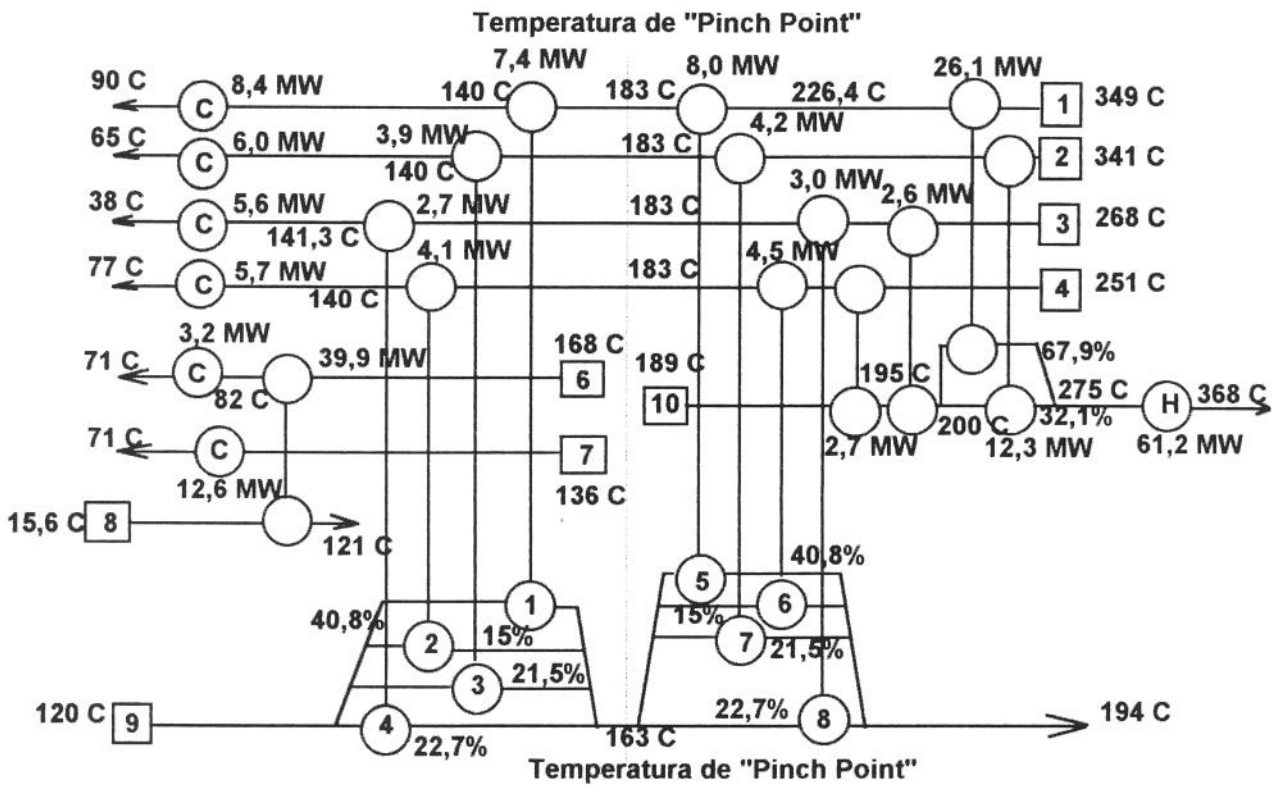 Temperatura de "Pinch Point"
7,4 MW
8,0 MW
26,1 MW
90 C
C
8,4 MW
140 C
183 C
226,4 C
1
349 C
3,9 MW
4,2 MW
65 C
C
6,0 MW
140 C
183 C
2
341 C
3,0 MW
2,6 MW
38 C
C
5,6 MW
2,7 MW
183 C
3
268 C
141,3 C
77 C
C
5,7 MW
4,1 MW
183 C
4,5 MW
4
251 C
140 C
3,2 MW
71 C
C
39,9 MW
168 C
6
82 C
189 C
10
195 C
67,9%
275 C
H
368 C
200 C
32,1%
2,7 MW
12,3 MW
61,2 MW
71 C
C
7
12,6 MW
136 C
15,6 C
8
121 C
40,8%
5
6
15%
7
21,5%
1
40,8%
2
15%
21,5%
3
120 C
9
4
22,7%
163 C
22,7%
8
194 C
Temperatura de "Pinch Point"